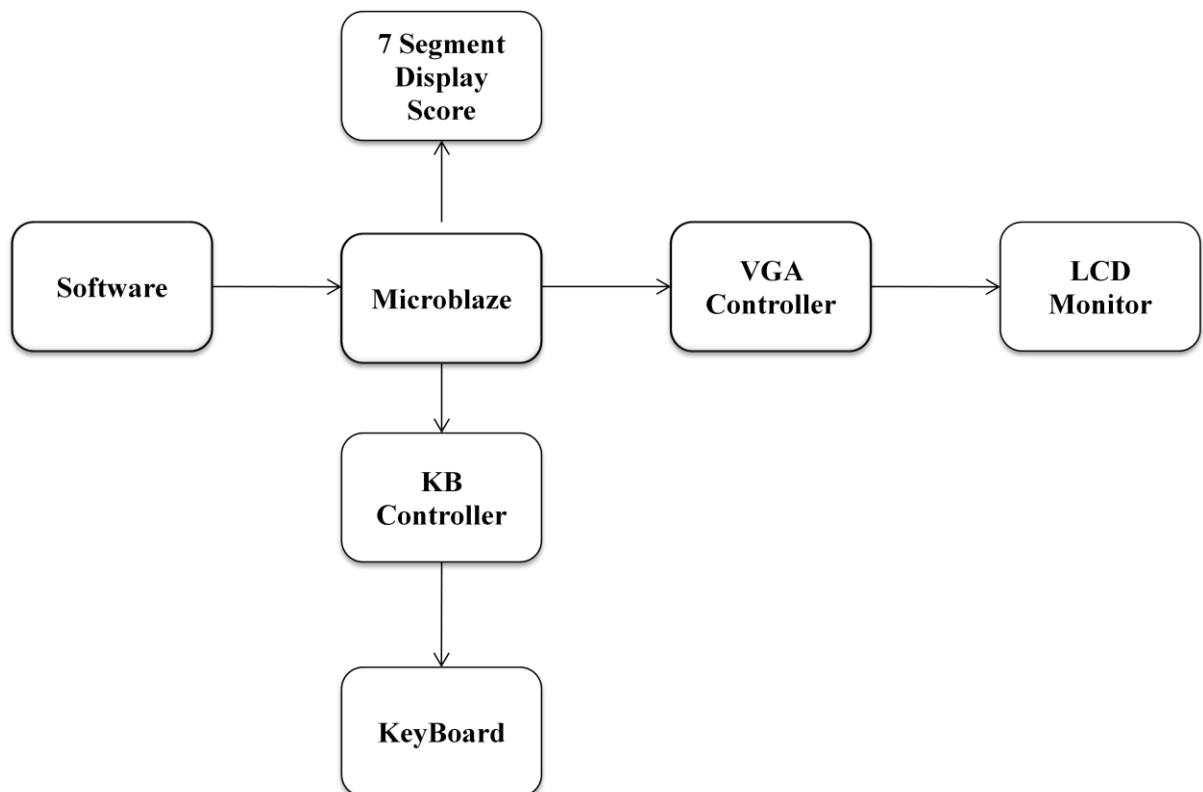 7 Segment
Display
Score
Software
Microblaze
VGA
Controller
LCD
Monitor
KB
Controller
KeyBoard